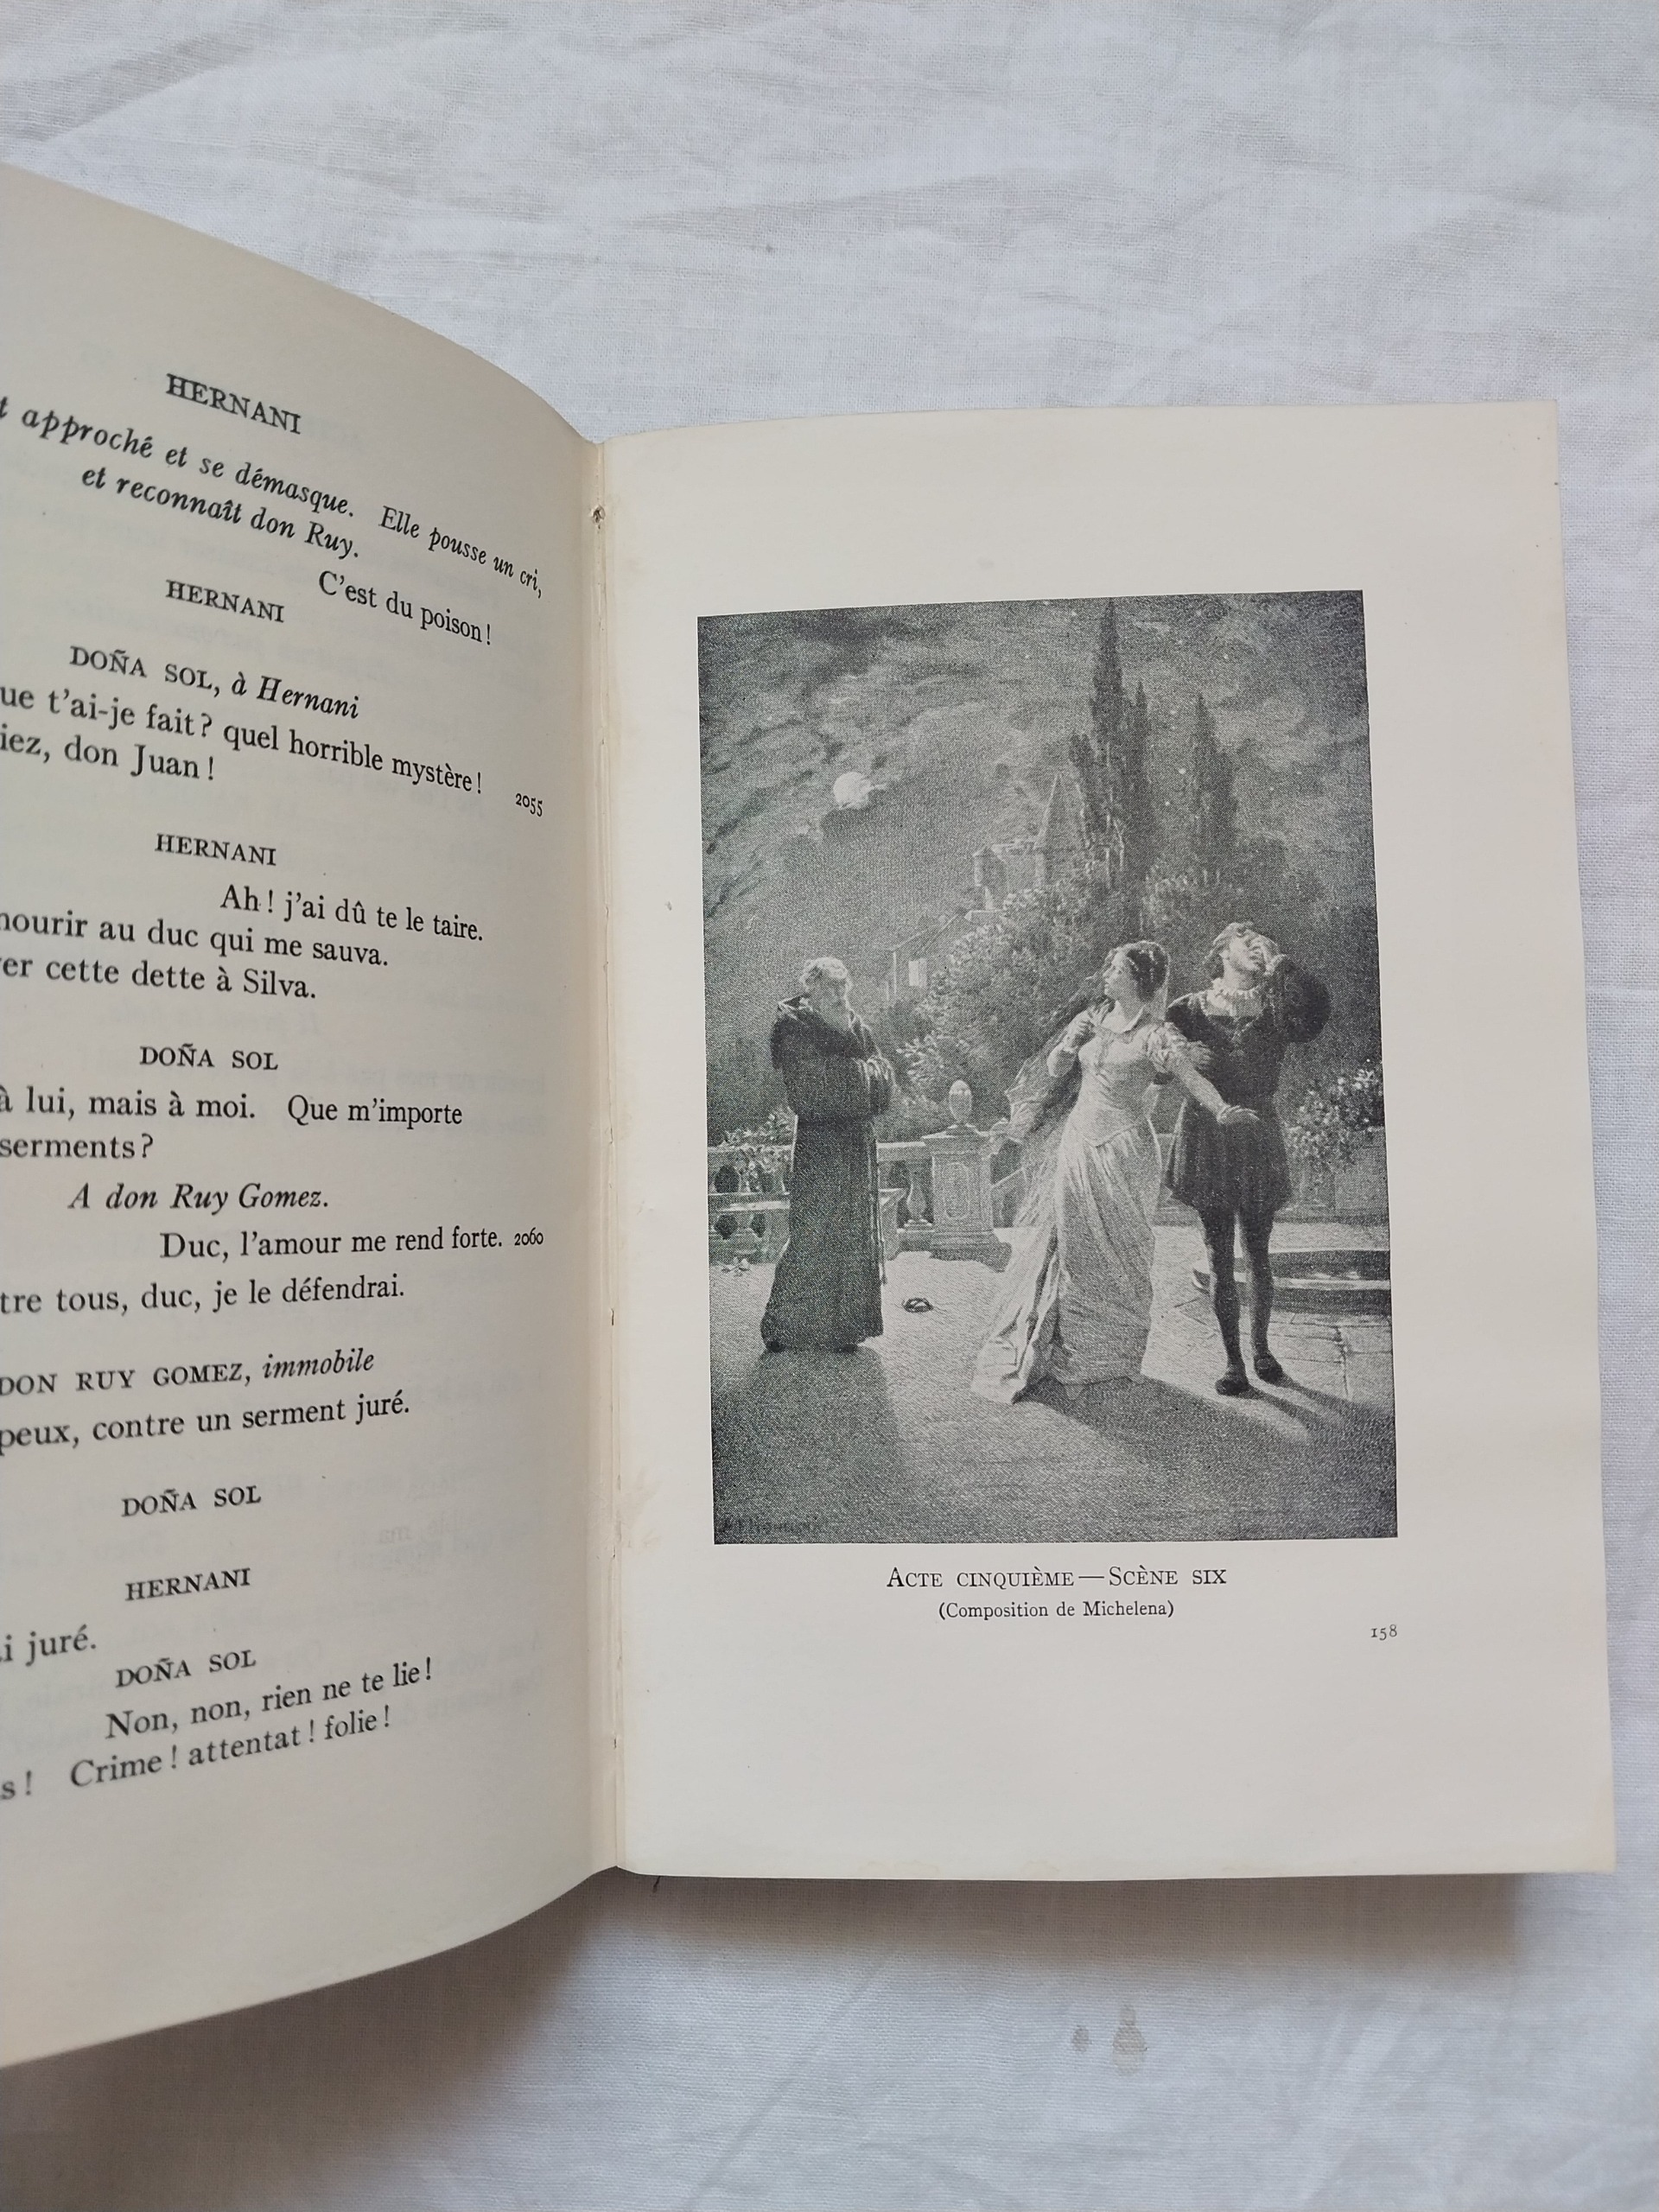 HERNANI
approché et se démasque. Elle pousse un cri,
et reconnaît don Ruy.
C'est du poison!
HERNANI
DOÑA SOL, à Hernani
t'ai-je fait? quel horrible mystère!
don Juan! 2055
HERNANI
Ah! j'ai dû te le taire.
au duc qui me sauva.
cette dette à Silva.
DOÑA SOL
à lui, mais à moi. Que m'importe
serments?
A don Ruy Gomez.
Duc, l'amour me rend forte. 2060
tous, duc, je le défendrai.
DON RUY GOMEZ, immobile
peux, contre un serment juré.
DOÑA SOL
HERNANI
juré.
DOÑA SOL
Non, non, rien ne te lie!
Crime! attentat! folie!
ACTE CINQUIÈME—SCÈNE SIX
(Composition de Michelena)
158